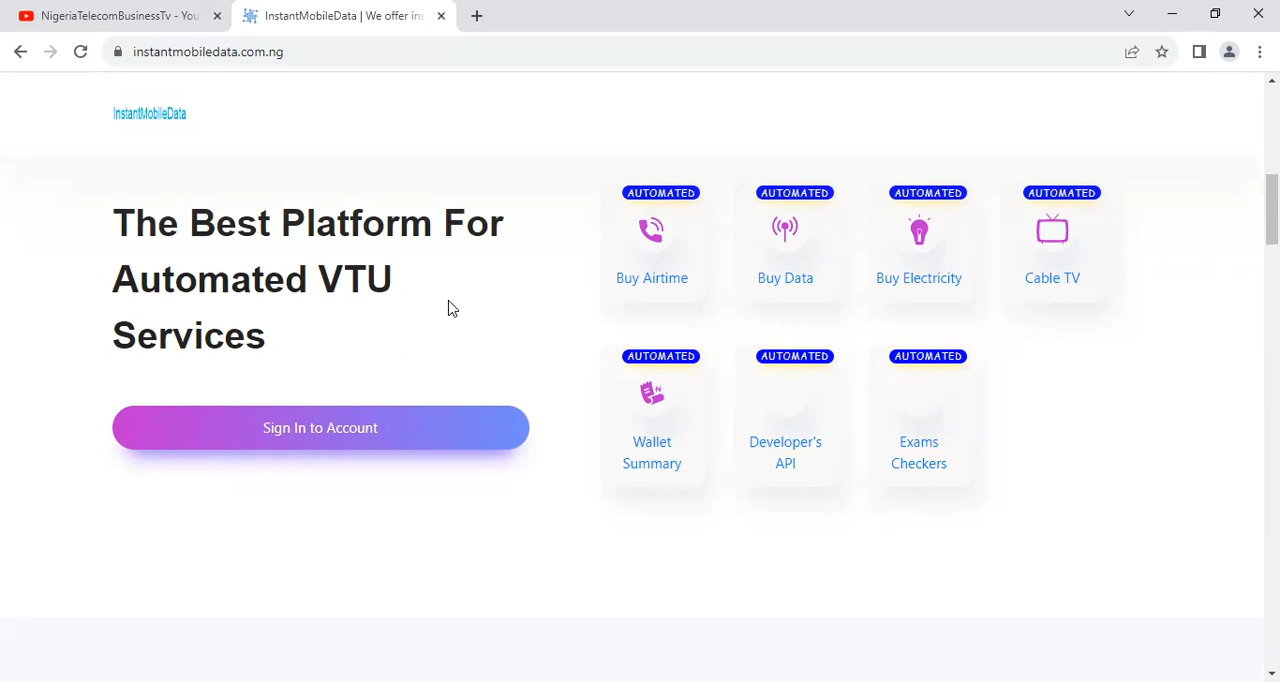 NigeriaTelecomBusinessTv - You
InstantMobileData | We offer ins
instantmobiledata.com.ng
InstantMobileData
The Best Platform For
Automated VTU
Services
Sign In to Account
AUTOMATED
Buy Airtime
AUTOMATED
Buy Data
AUTOMATED
Buy Electricity
AUTOMATED
Cable TV
AUTOMATED
Wallet
Summary
AUTOMATED
Developer's
API
AUTOMATED
Exams
Checkers